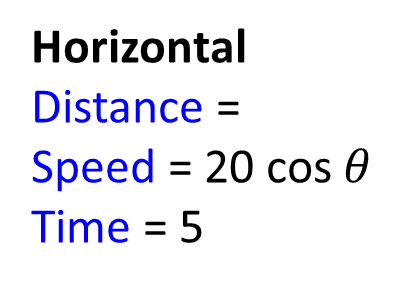 Horizontal
Distance =
Speed = 20 cos θ
Time = 5